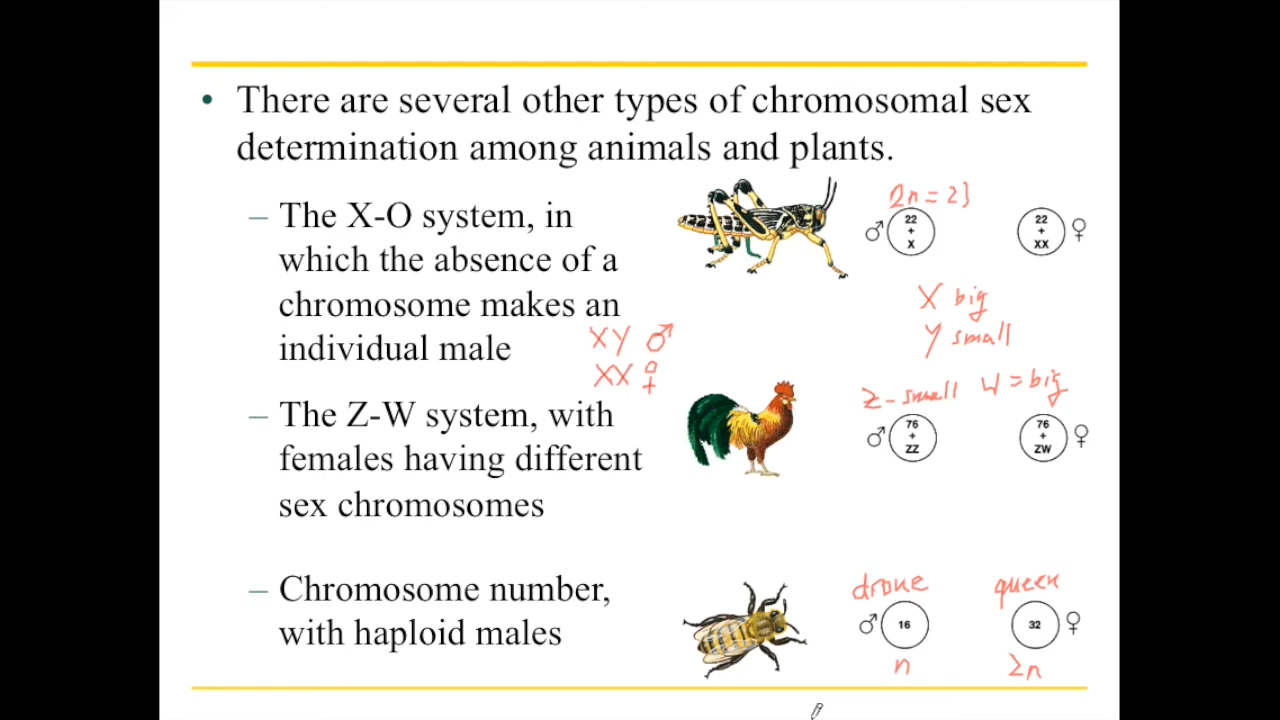 • There are several other types of chromosomal sex
determination among animals and plants.
– The X-O system, in
which the absence of a
chromosome makes an
individual male
2n = 23
♂ 22 + X
22 + XX ♀
X big
Y small
XY ♂
XX ♀
– The Z-W system, with
females having different
sex chromosomes
Z - small W = big
♂ 76 + ZZ
76 + ZW ♀
– Chromosome number,
with haploid males
drone queen
♂ 16
32 ♀
n 2n